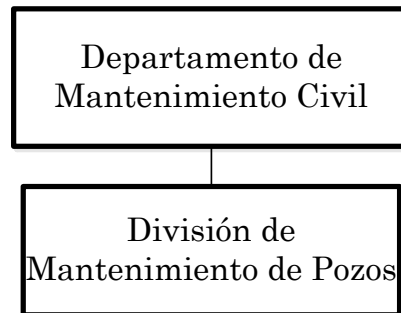 Departamento de
Mantenimiento Civil
División de
Mantenimiento de Pozos